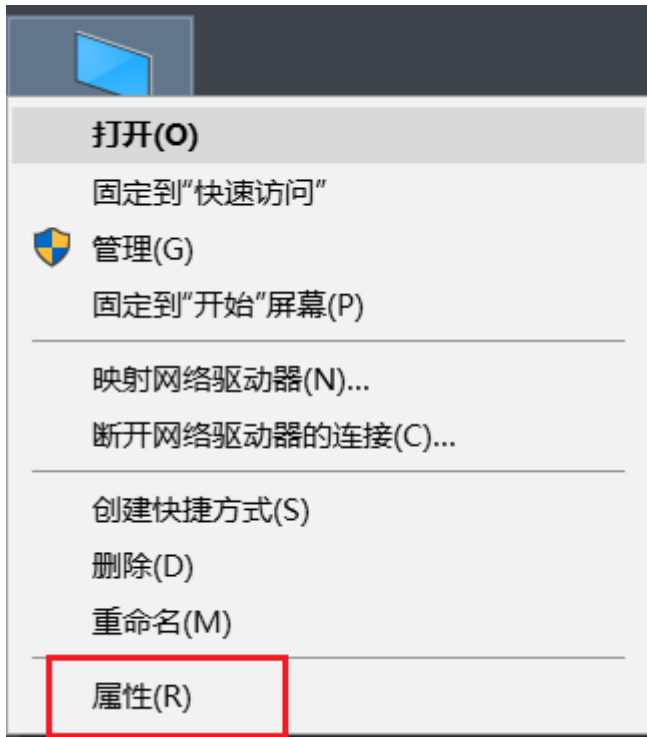 打开(O)
固定到“快速访问”
管理(G)
固定到“开始”屏幕(P)
映射网络驱动器(N)...
断开网络驱动器的连接(C)...
创建快捷方式(S)
删除(D)
重命名(M)
属性(R)